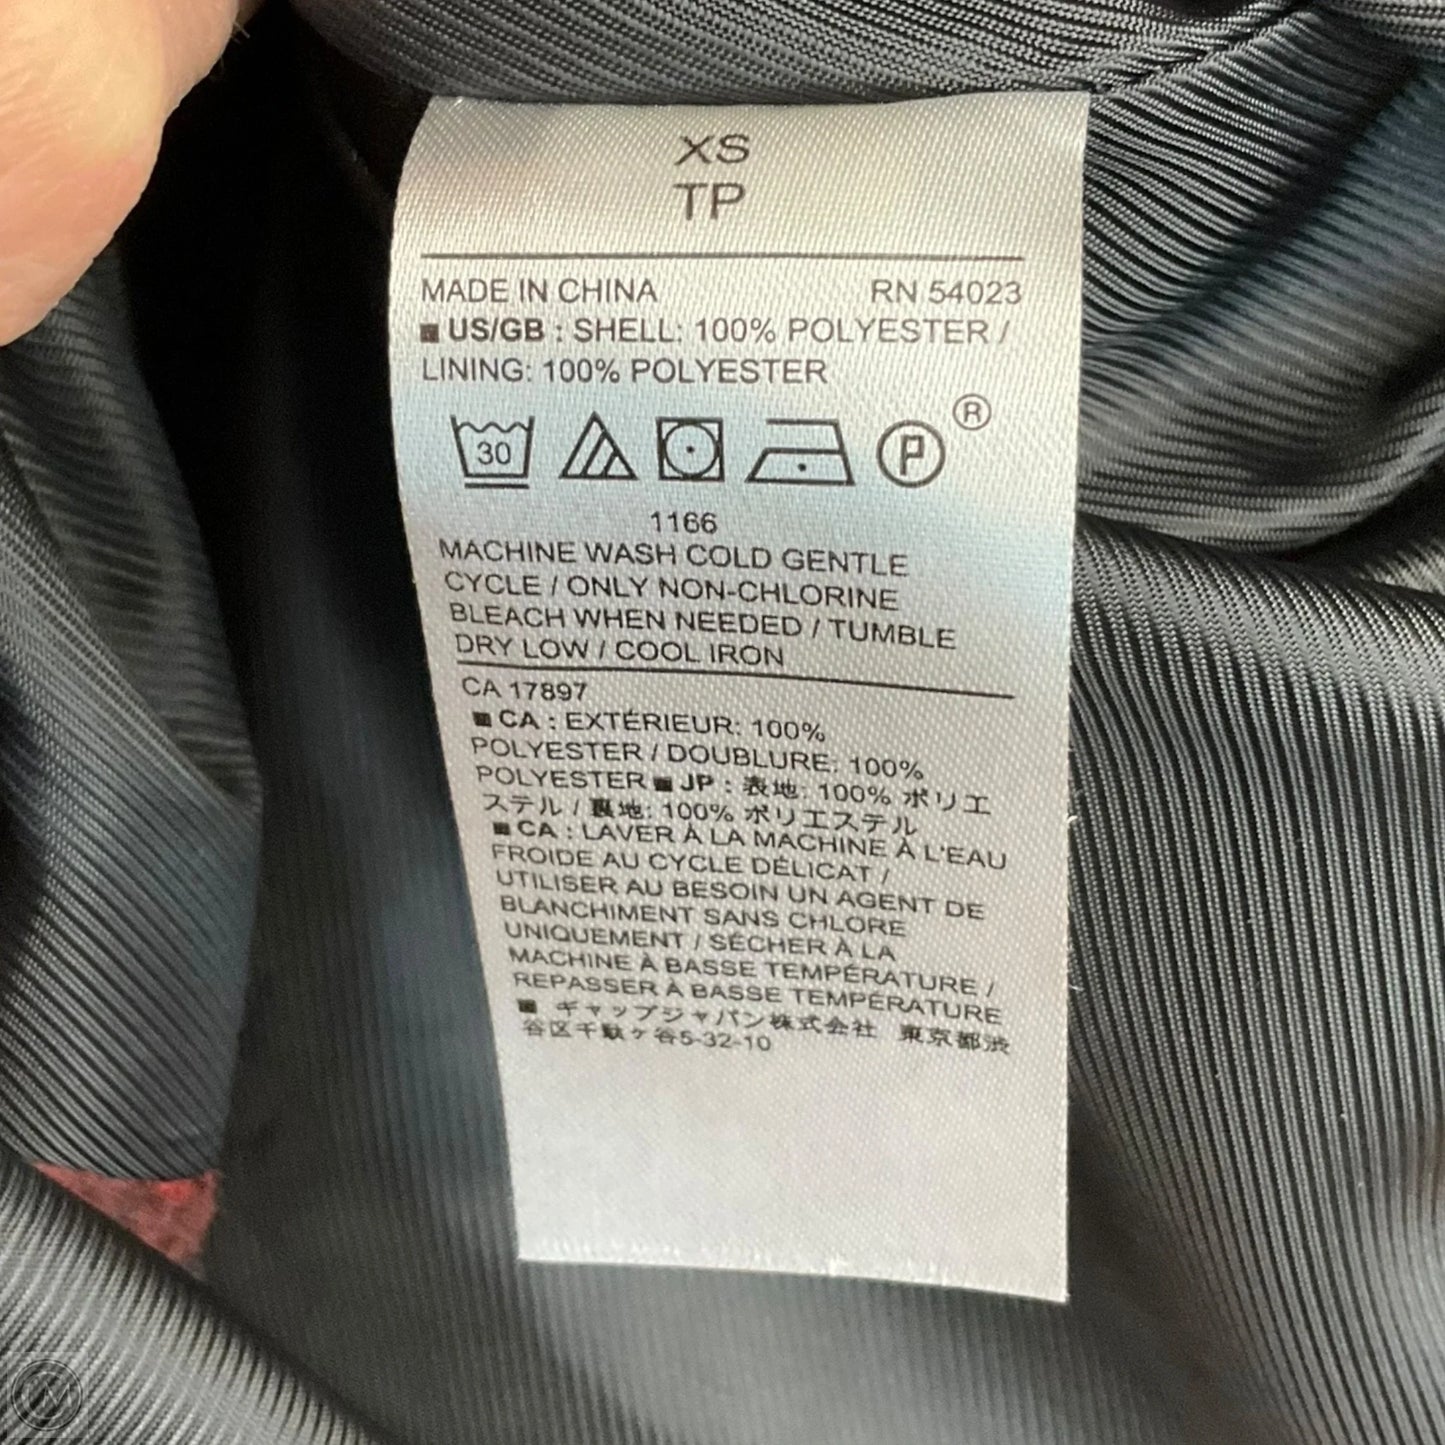 XS
TP
MADE IN CHINA RN 54023
■ US/GB : SHELL: 100% POLYESTER /
LINING: 100% POLYESTER
30 P ®
1166
MACHINE WASH COLD GENTLE
CYCLE / ONLY NON-CHLORINE
BLEACH WHEN NEEDED / TUMBLE
DRY LOW / COOL IRON
CA 17897
■ CA : EXTÉRIEUR: 100%
POLYESTER / DOUBLURE: 100%
POLYESTER ■ JP : 表地: 100% ポリエ
ステル / 裏地: 100% ポリエステル
■ CA : LAVER À LA MACHINE À L'EAU
FROIDE AU CYCLE DÉLICAT /
UTILISER AU BESOIN UN AGENT DE
BLANCHIMENT SANS CHLORE
UNIQUEMENT / SÉCHER À LA
MACHINE À BASSE TEMPÉRATURE /
REPASSER À BASSE TEMPÉRATURE
■ ギャップジャパン株式会社 東京都渋
谷区千駄ヶ谷5-32-10